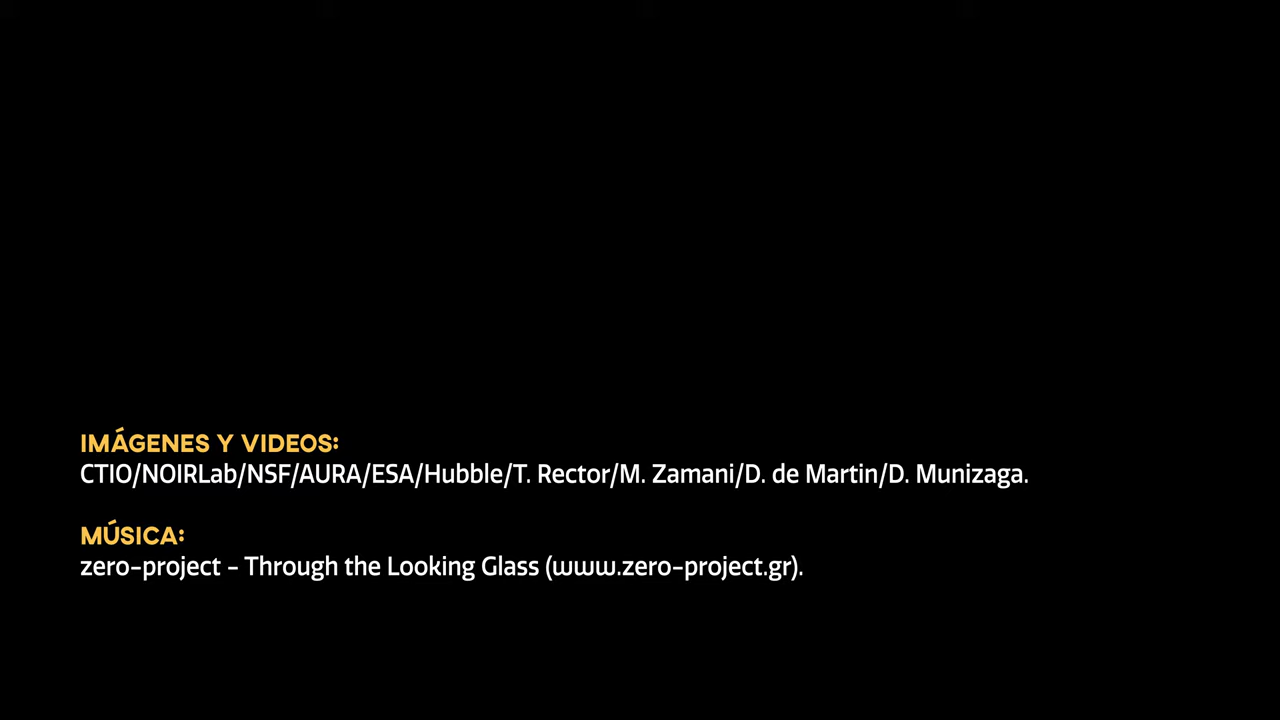 IMÁGENES Y VIDEOS:
CTIO/NOIRLab/NSF/AURA/ESA/Hubble/T. Rector/M. Zamani/D. de Martin/D. Munizaga.
MÚSICA:
zero-project - Through the Looking Glass (www.zero-project.gr).